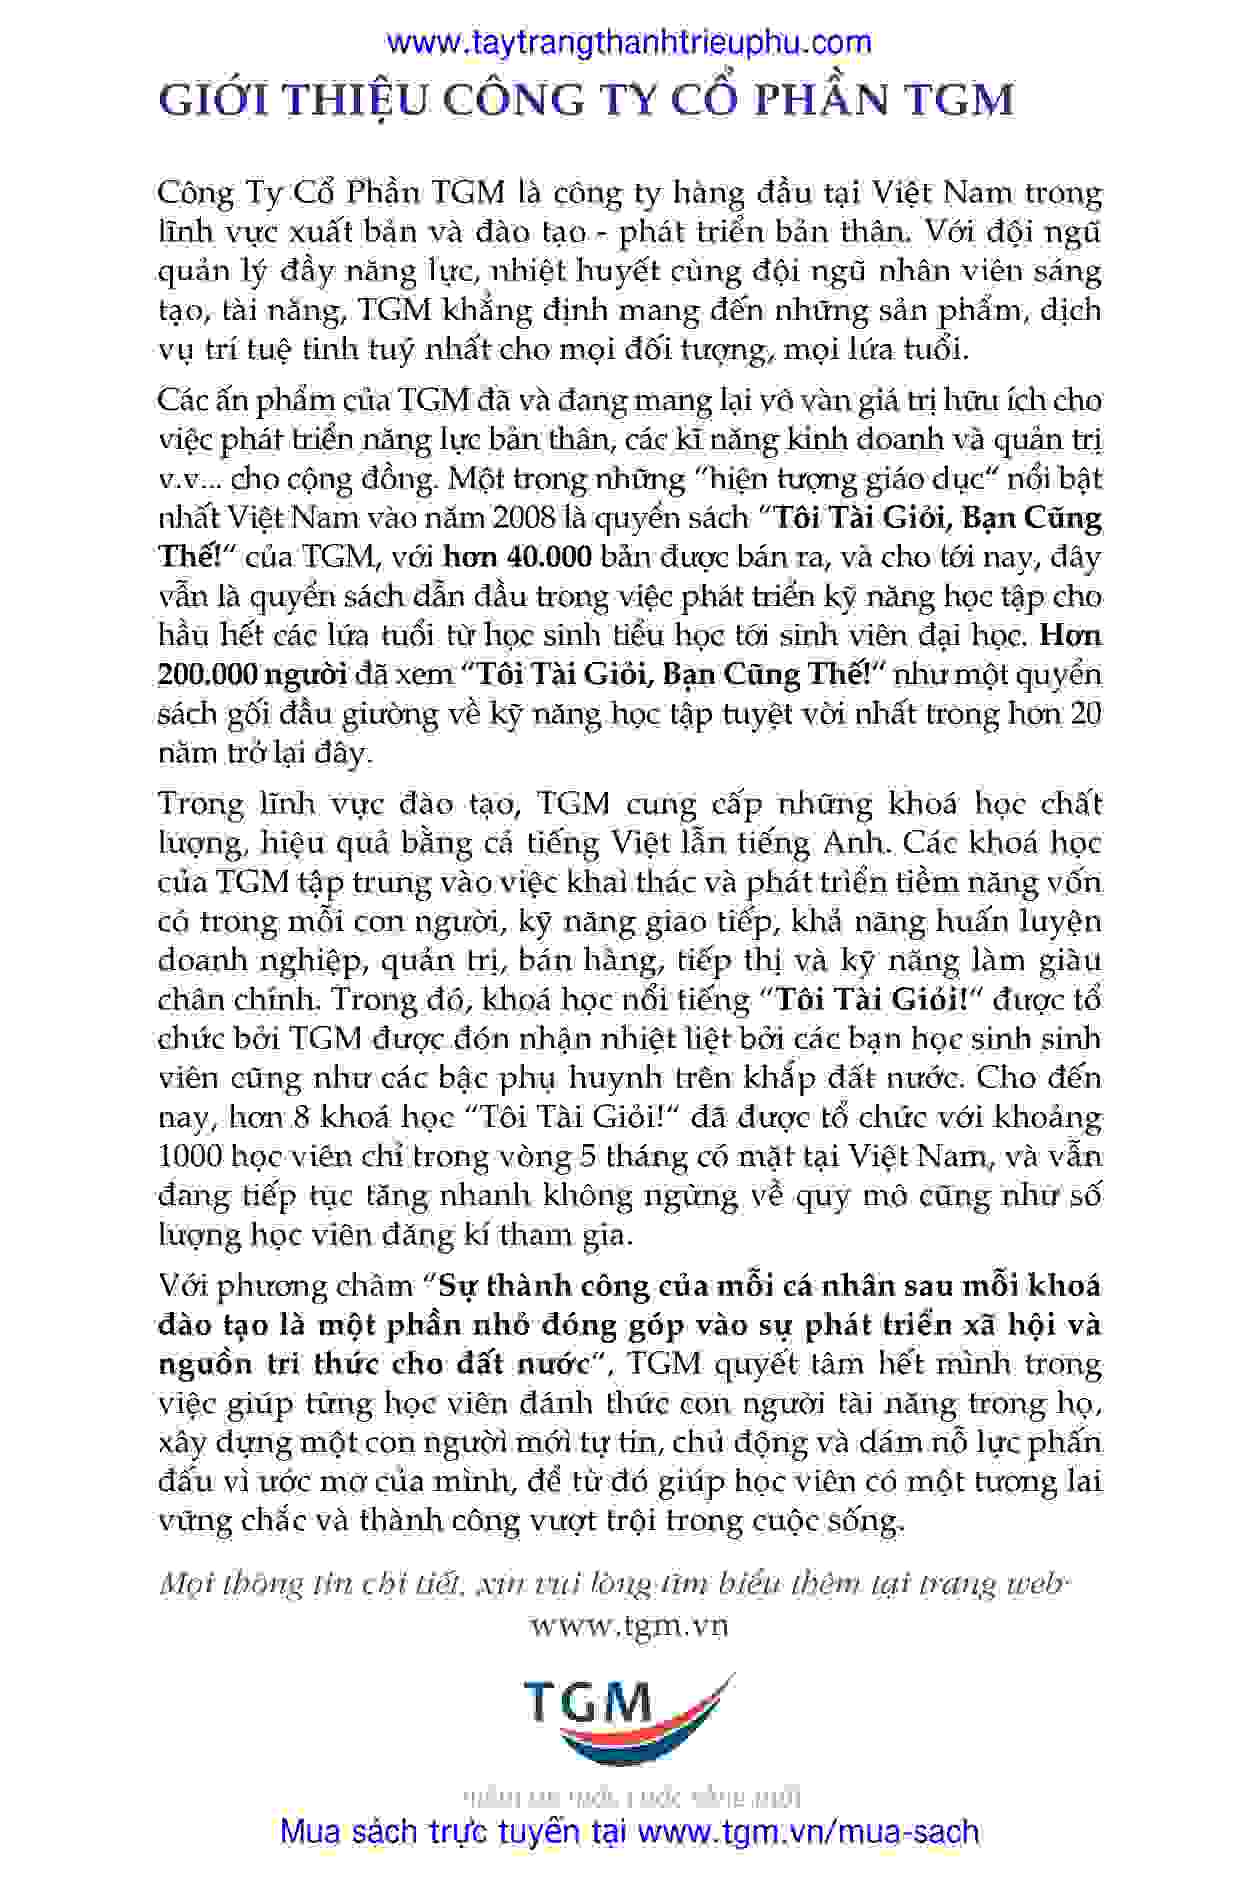 www.taytrangthanhtrieuphu.com
GIỚI THIỆU CÔNG TY CỔ PHẦN TGM
Công Ty Cổ Phần TGM là công ty hàng đầu tại Việt Nam trong
lĩnh vực xuất bản và đào tạo - phát triển bản thân. Với đội ngũ
quản lý đầy năng lực, nhiệt huyết cùng đội ngũ nhân viên sáng
tạo, tài năng, TGM khẳng định mang đến những sản phẩm, dịch
vụ trí tuệ tinh tuý nhất cho mọi đối tượng, mọi lứa tuổi.
Các ấn phẩm của TGM đã và đang mang lại vô vàn giá trị hữu ích cho
việc phát triển năng lực bản thân, các kĩ năng kinh doanh và quản trị
v.v... cho cộng đồng. Một trong những “hiện tượng giáo dục“ nổi bật
nhất Việt Nam vào năm 2008 là quyển sách “Tôi Tài Giỏi, Bạn Cũng
Thế!“ của TGM, với hơn 40.000 bản được bán ra, và cho tới nay, đây
vẫn là quyển sách dẫn đầu trong việc phát triển kỹ năng học tập cho
hầu hết các lứa tuổi từ học sinh tiểu học tới sinh viên đại học. Hơn
200.000 người đã xem “Tôi Tài Giỏi, Bạn Cũng Thế!“ như một quyển
sách gối đầu giường về kỹ năng học tập tuyệt vời nhất trong hơn 20
năm trở lại đây.
Trong lĩnh vực đào tạo, TGM cung cấp những khoá học chất
lượng, hiệu quả bằng cả tiếng Việt lẫn tiếng Anh. Các khoá học
của TGM tập trung vào việc khai thác và phát triển tiềm năng vốn
có trong mỗi con người, kỹ năng giao tiếp, khả năng huấn luyện
doanh nghiệp, quản trị, bán hàng, tiếp thị và kỹ năng làm giàu
chân chính. Trong đó, khoá học nổi tiếng “Tôi Tài Giỏi!“ được tổ
chức bởi TGM được đón nhận nhiệt liệt bởi các bạn học sinh sinh
viên cũng như các bậc phụ huynh trên khắp đất nước. Cho đến
nay, hơn 8 khoá học “Tôi Tài Giỏi!“ đã được tổ chức với khoảng
1000 học viên chỉ trong vòng 5 tháng có mặt tại Việt Nam, và vẫn
đang tiếp tục tăng nhanh không ngừng về quy mô cũng như số
lượng học viên đăng kí tham gia.
Với phương châm “Sự thành công của mỗi cá nhân sau mỗi khoá
đào tạo là một phần nhỏ đóng góp vào sự phát triển xã hội và
nguồn tri thức cho đất nước“, TGM quyết tâm hết mình trong
việc giúp từng học viên đánh thức con người tài năng trong họ,
xây dựng một con người mới tự tin, chủ động và dám nỗ lực phấn
đấu vì ước mơ của mình, để từ đó giúp học viên có một tương lai
vững chắc và thành công vượt trội trong cuộc sống.
Mọi thông tin chi tiết, xin vui lòng tìm hiểu thêm tại trang web
www.tgm.vn
TGM
Mua sách trực tuyến tại www.tgm.vn/mua-sach